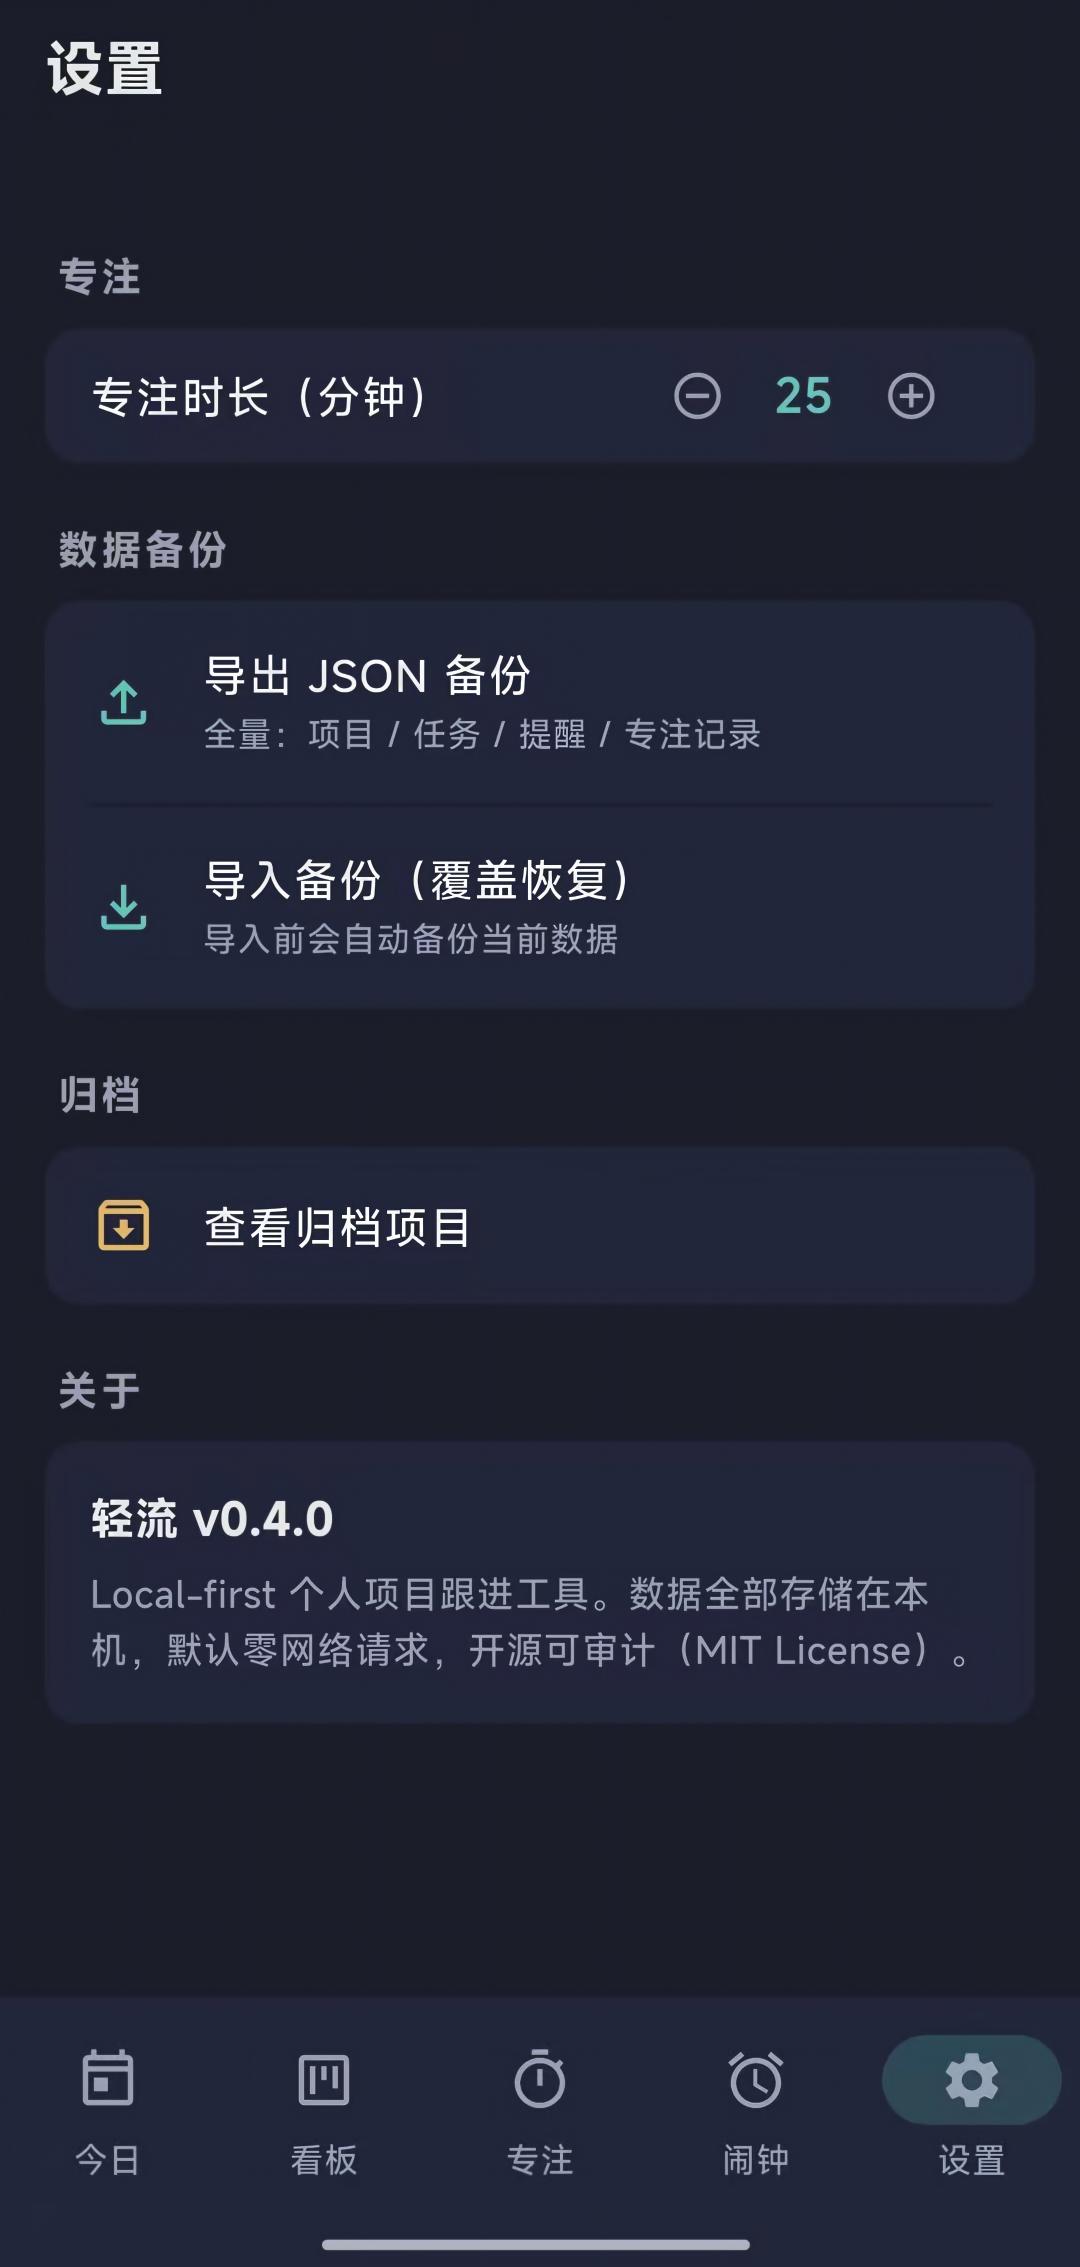 设置
专注
专注时长（分钟）
25
数据备份
导出 JSON 备份
全量：项目 / 任务 / 提醒 / 专注记录
导入备份（覆盖恢复）
导入前会自动备份当前数据
归档
查看归档项目
关于
轻流 v0.4.0
Local-first 个人项目跟进工具。数据全部存储在本
机，默认零网络请求，开源可审计（MIT License）。
今日
看板
专注
闹钟
设置